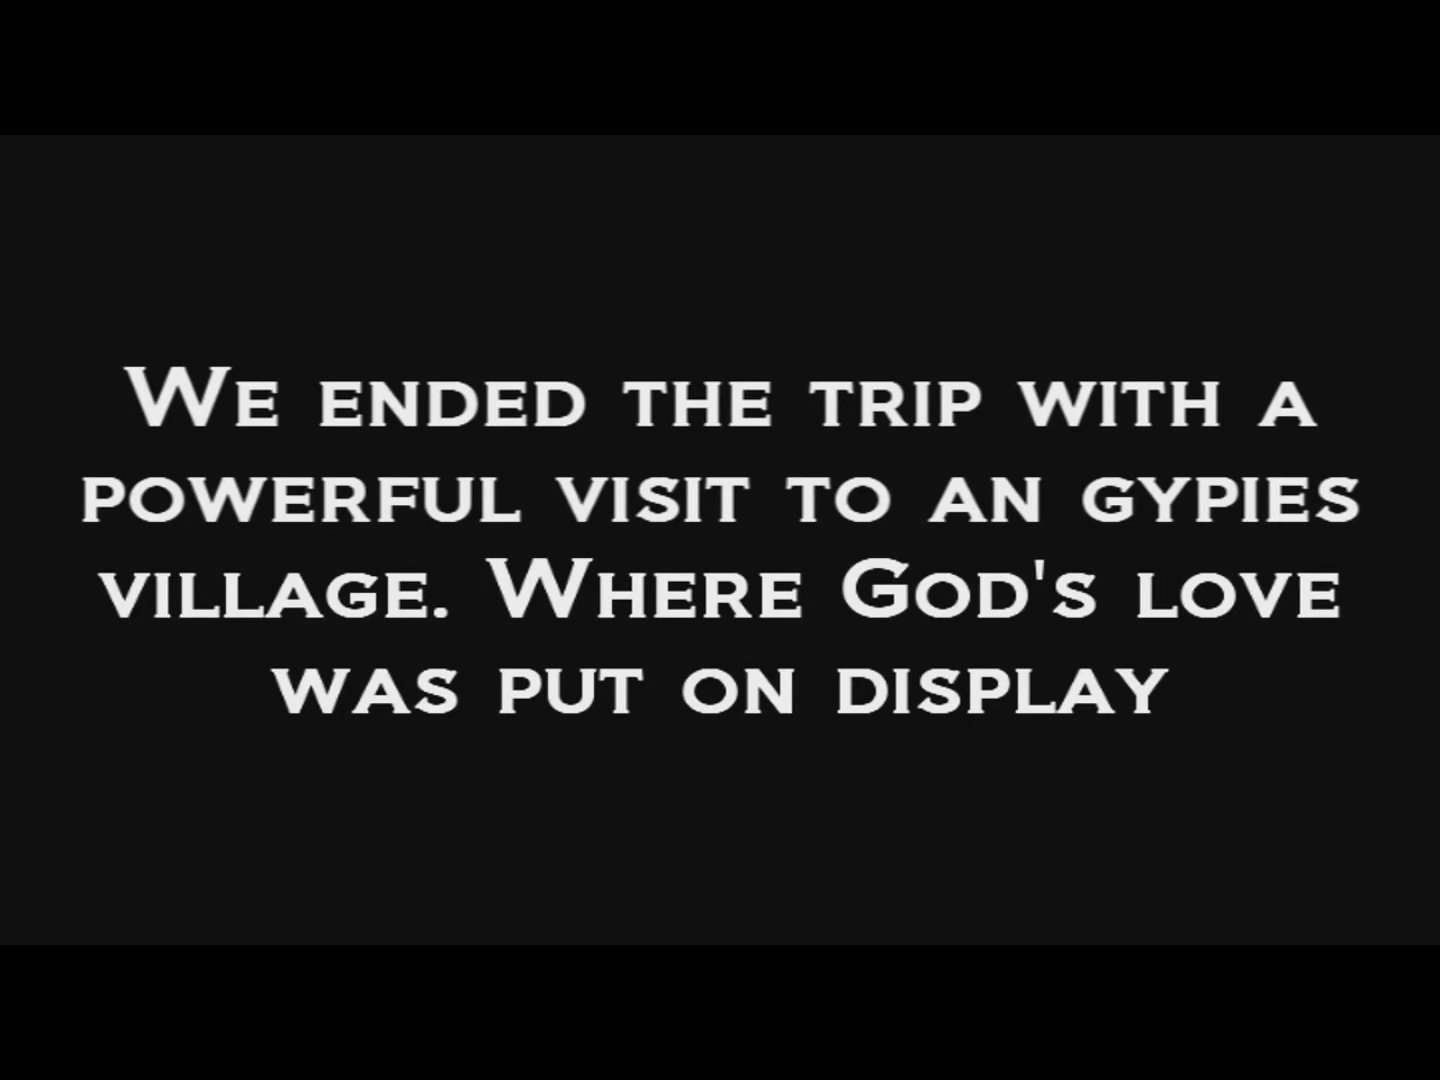 We ended the trip with a
powerful visit to an gypies
village. Where God's love
was put on display